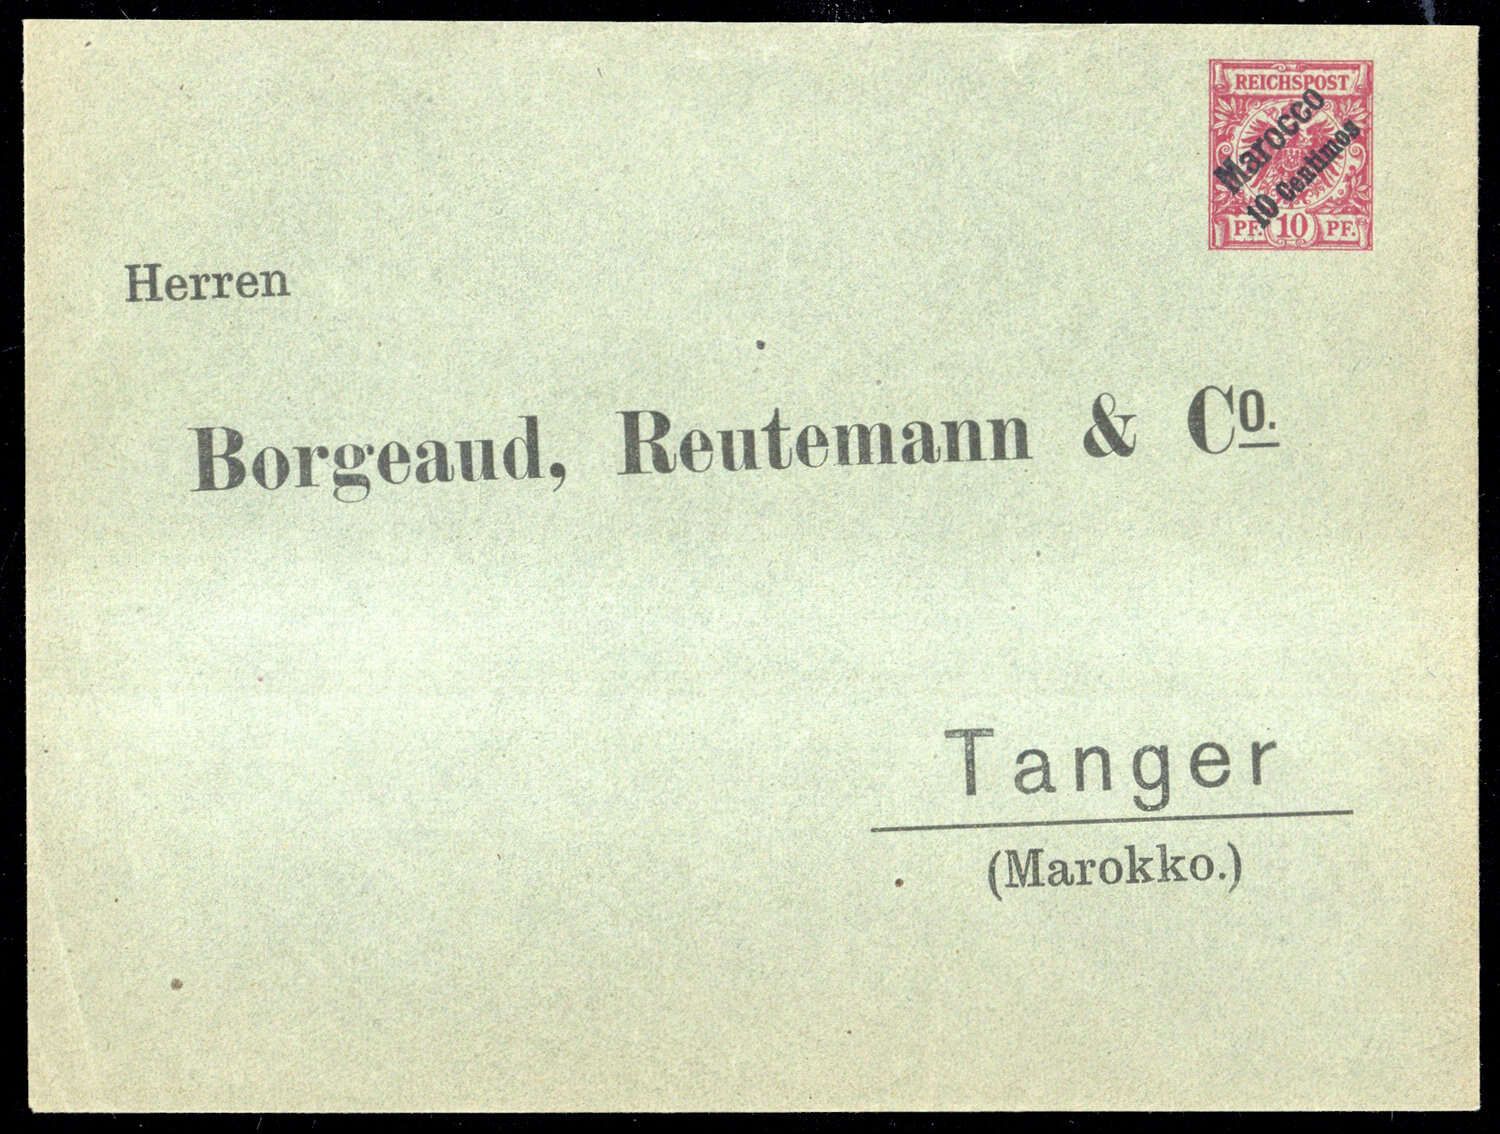 REICHSPOST
Marocco
10 Centimos
PF. 10 PF.
Herren
Borgeaud, Reutemann & Co.
Tanger
(Marokko.)